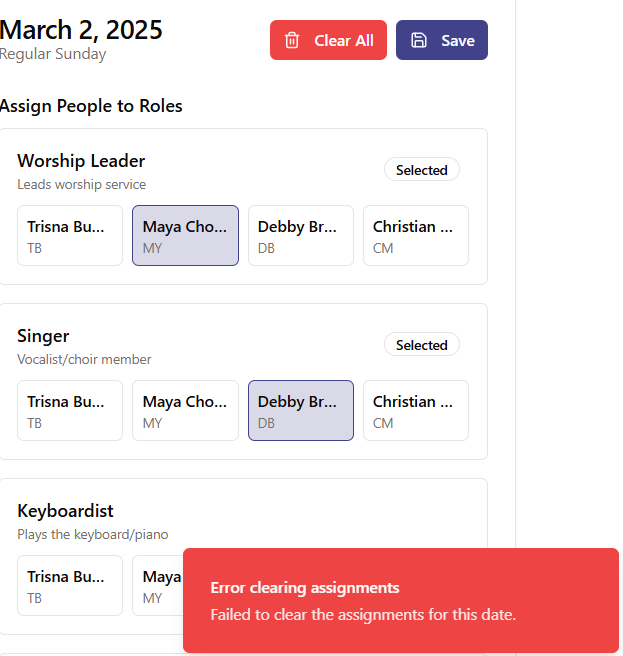 March 2, 2025
Regular Sunday
Clear All
Save
Assign People to Roles
Worship Leader
Leads worship service
Selected
Trisna Bu...
TB
Maya Cho...
MY
Debby Br...
DB
Christian ...
CM
Singer
Vocalist/choir member
Selected
Trisna Bu...
TB
Maya Cho...
MY
Debby Br...
DB
Christian ...
CM
Keyboardist
Plays the keyboard/piano
Trisna Bu...
TB
Maya
MY
Error clearing assignments
Failed to clear the assignments for this date.